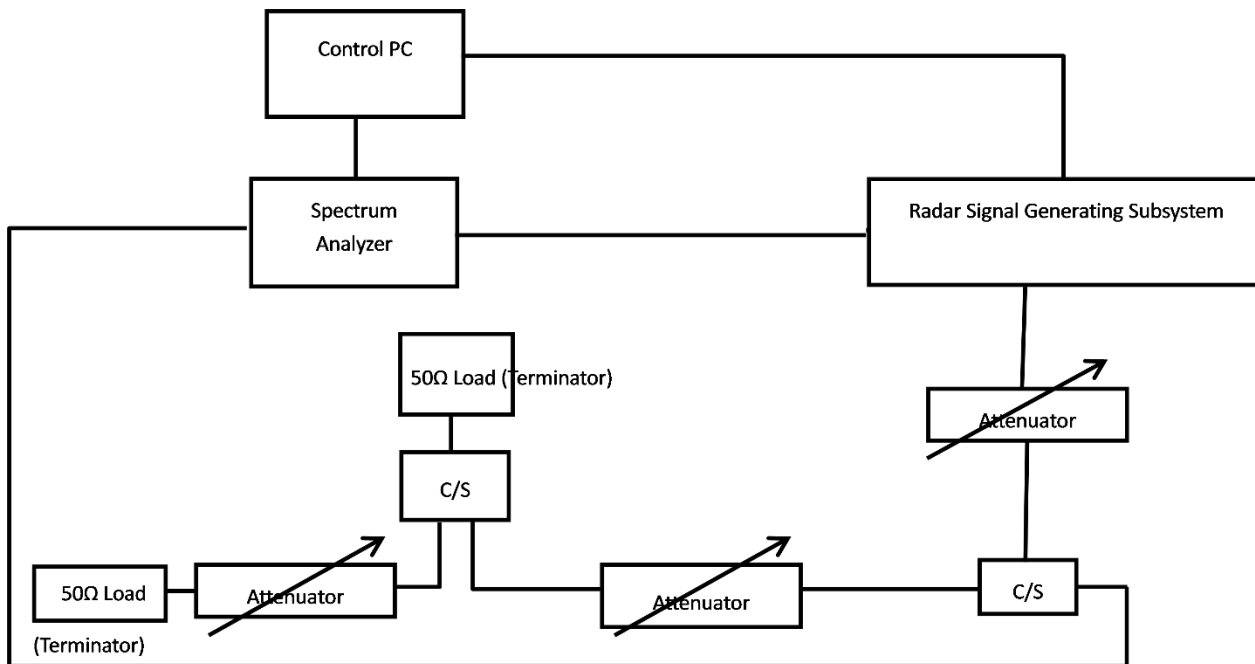 Control PC
Spectrum
Analyzer
Radar Signal Generating Subsystem
50Ω Load (Terminator)
Attenuator
C/S
50Ω Load
(Terminator)
Attenuator
Attenuator
C/S